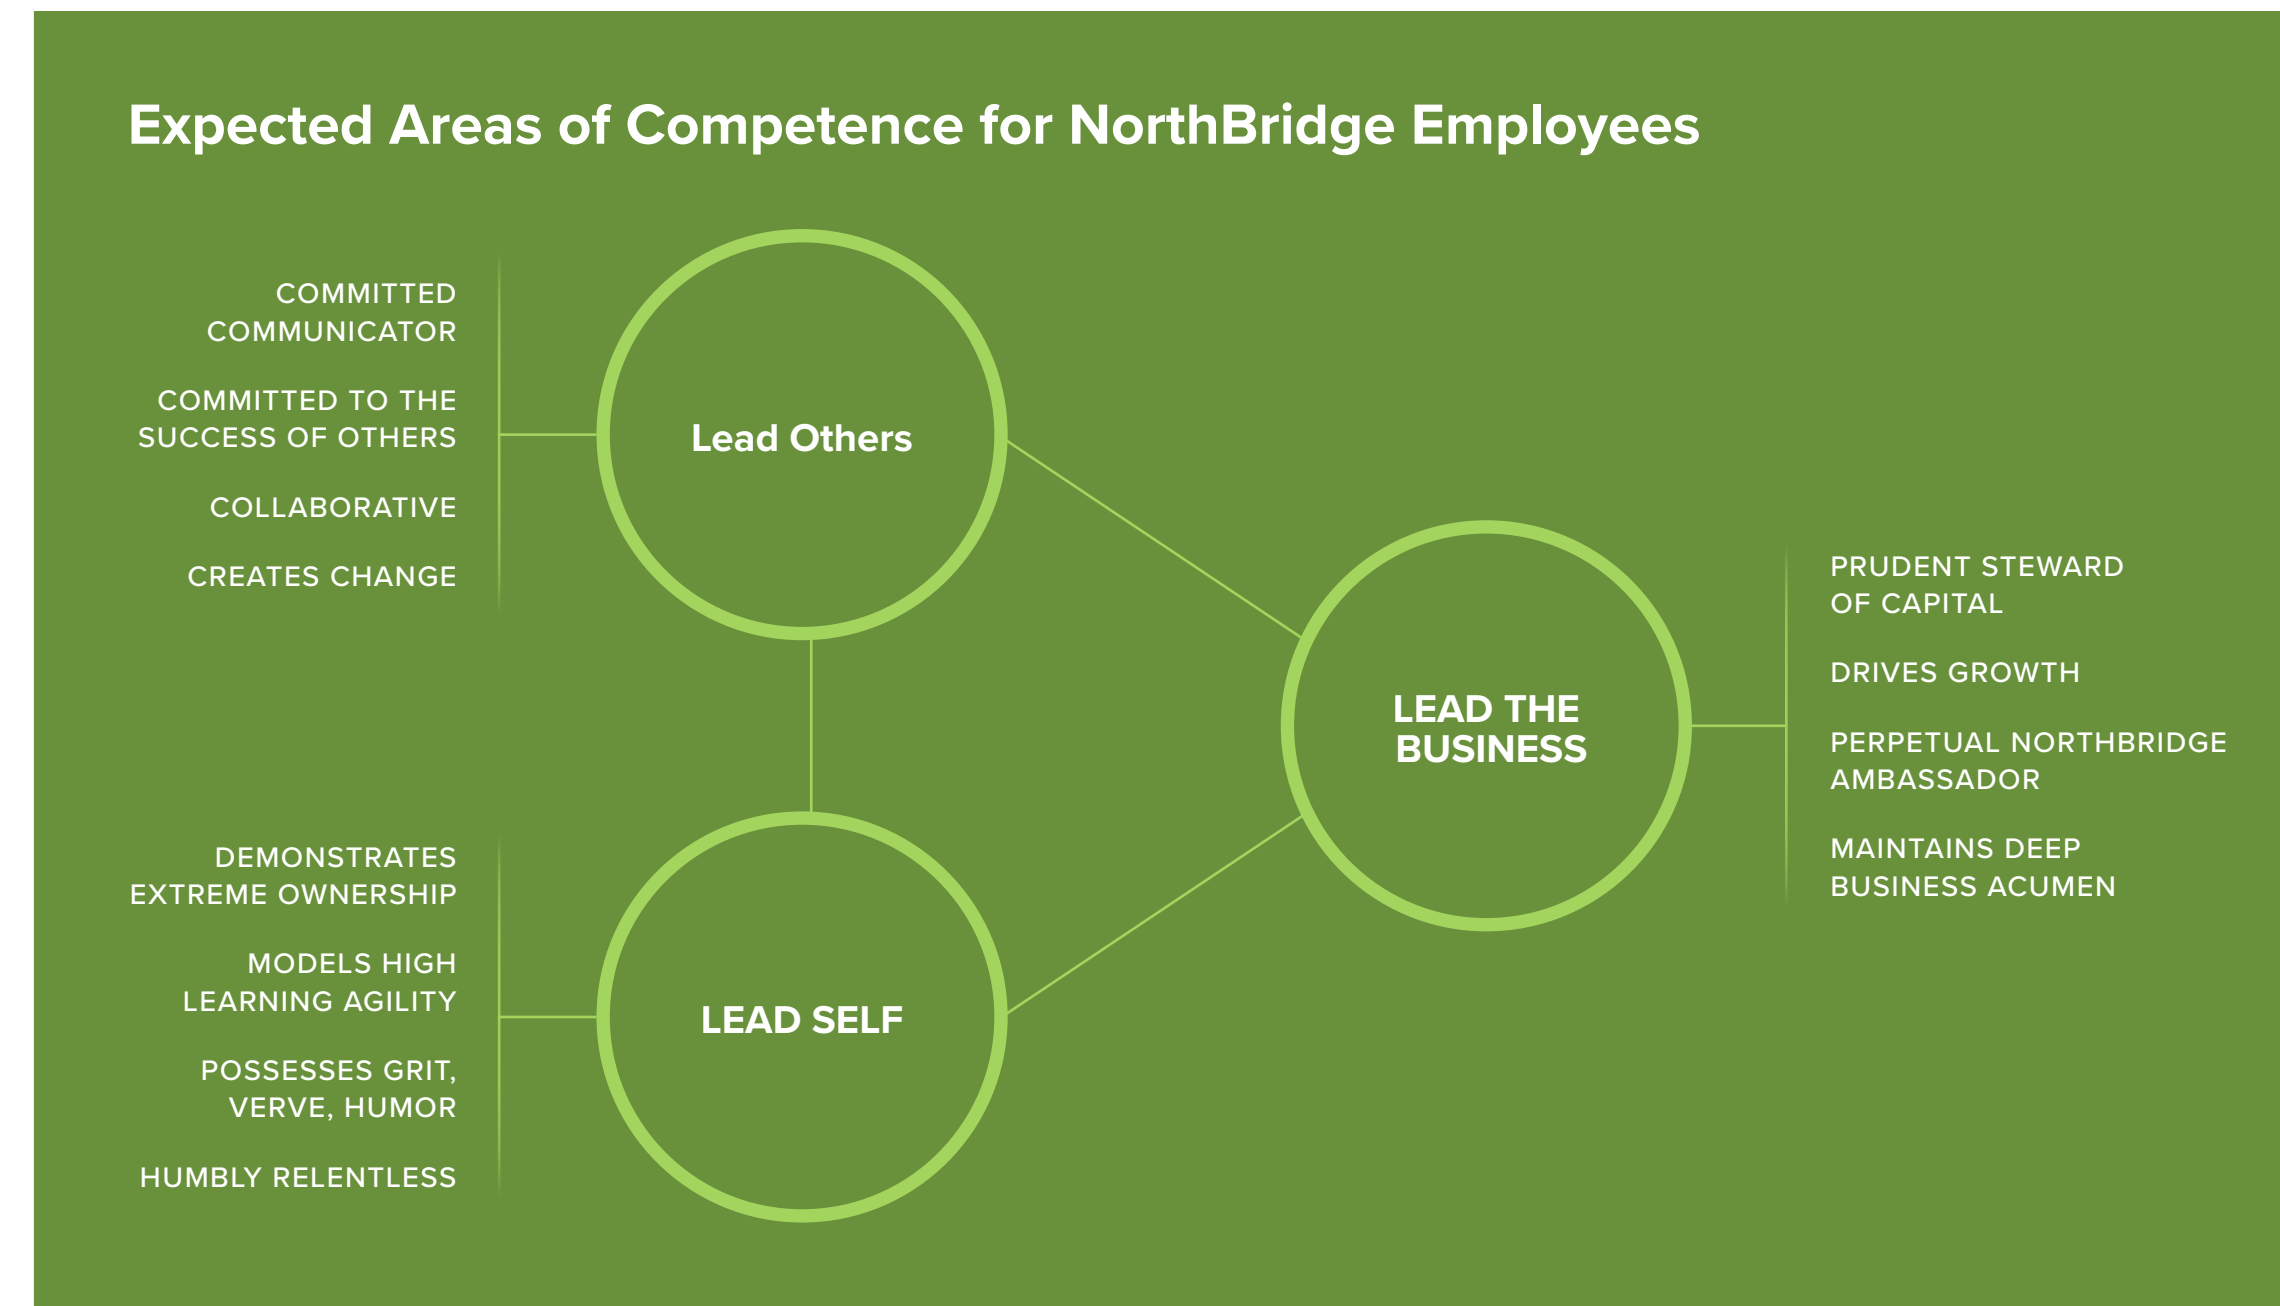 Expected Areas of Competence for NorthBridge Employees
COMMITTED
COMMUNICATOR
COMMITTED TO THE
SUCCESS OF OTHERS
COLLABORATIVE
CREATES CHANGE
Lead Others
DEMONSTRATES
EXTREME OWNERSHIP
MODELS HIGH
LEARNING AGILITY
POSSESSES GRIT,
VERVE, HUMOR
HUMBLY RELENTLESS
LEAD SELF
LEAD THE
BUSINESS
PRUDENT STEWARD
OF CAPITAL
DRIVES GROWTH
PERPETUAL NORTHBRIDGE
AMBASSADOR
MAINTAINS DEEP
BUSINESS ACUMEN